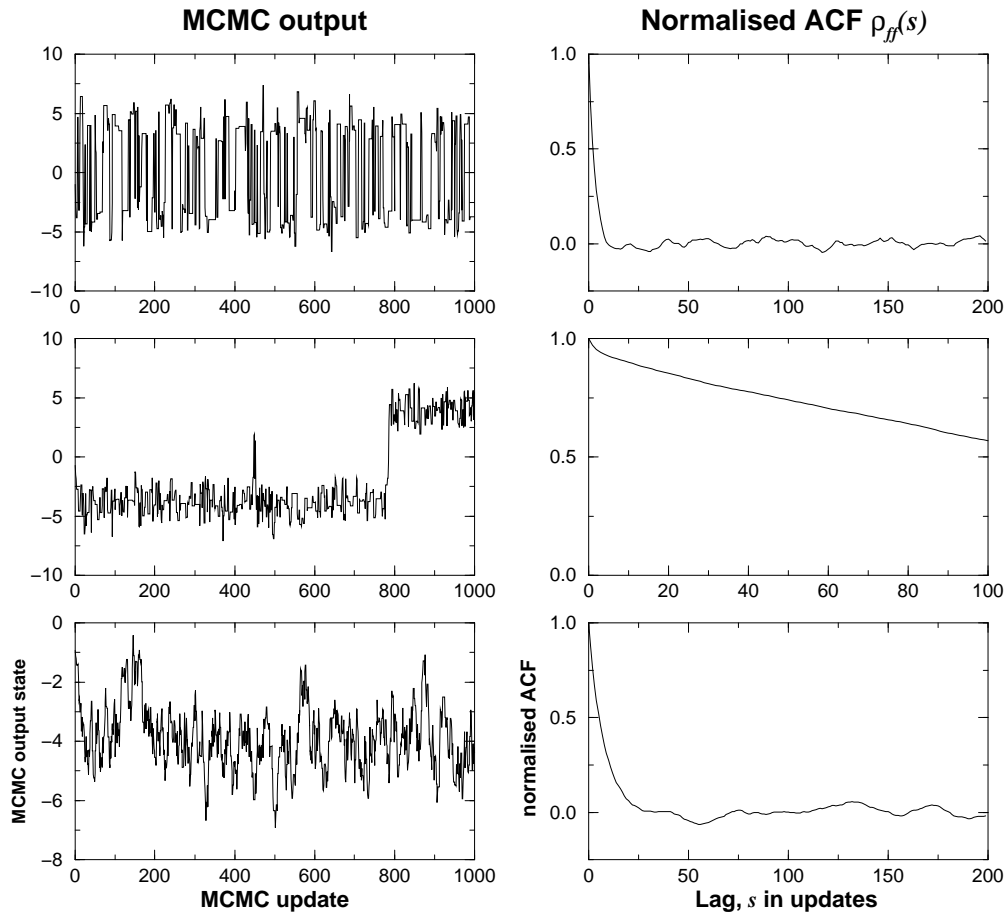 MCMC output
Normalised ACF ρff(s)
10
5
0
−5
−10
0 200 400 600 800 1000
1.0
0.5
0.0
0 50 100 150 200
10
5
0
−5
−10
0 200 400 600 800 1000
1.0
0.5
0.0
0 20 40 60 80 100
MCMC output state
0
−2
−4
−6
−8
0 200 400 600 800 1000
MCMC update
normalised ACF
1.0
0.5
0.0
0 50 100 150 200
Lag, s in updates